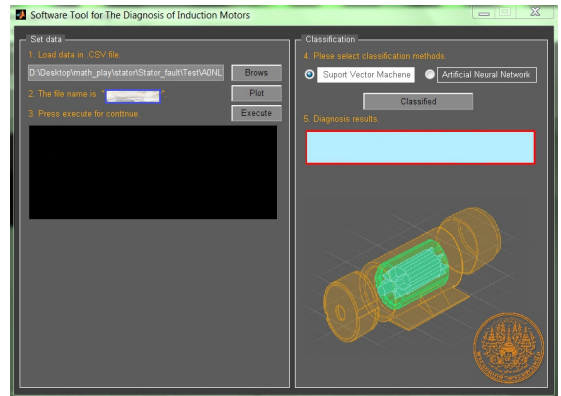 Software Tool for The Diagnosis of Induction Motors
Set data
1. Load data in .CSV file.
D:\Desktop\math_play\stator\Stator_fault\Test\A0NL
Brows
2. The file name is "
"
Plot
3. Press execute for conttnue.
Execute
Classification
4. Plese select classification methods.
Suport Vector Machene
Artificial Neural Network
Classified
5. Diagnosis results.